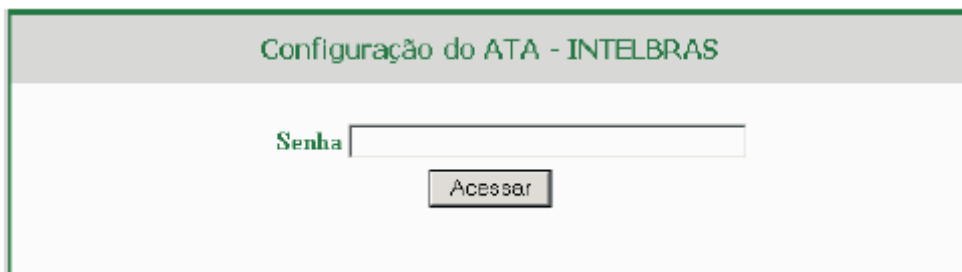 Configuração do ATA - INTELBRAS
Senha
Acessar